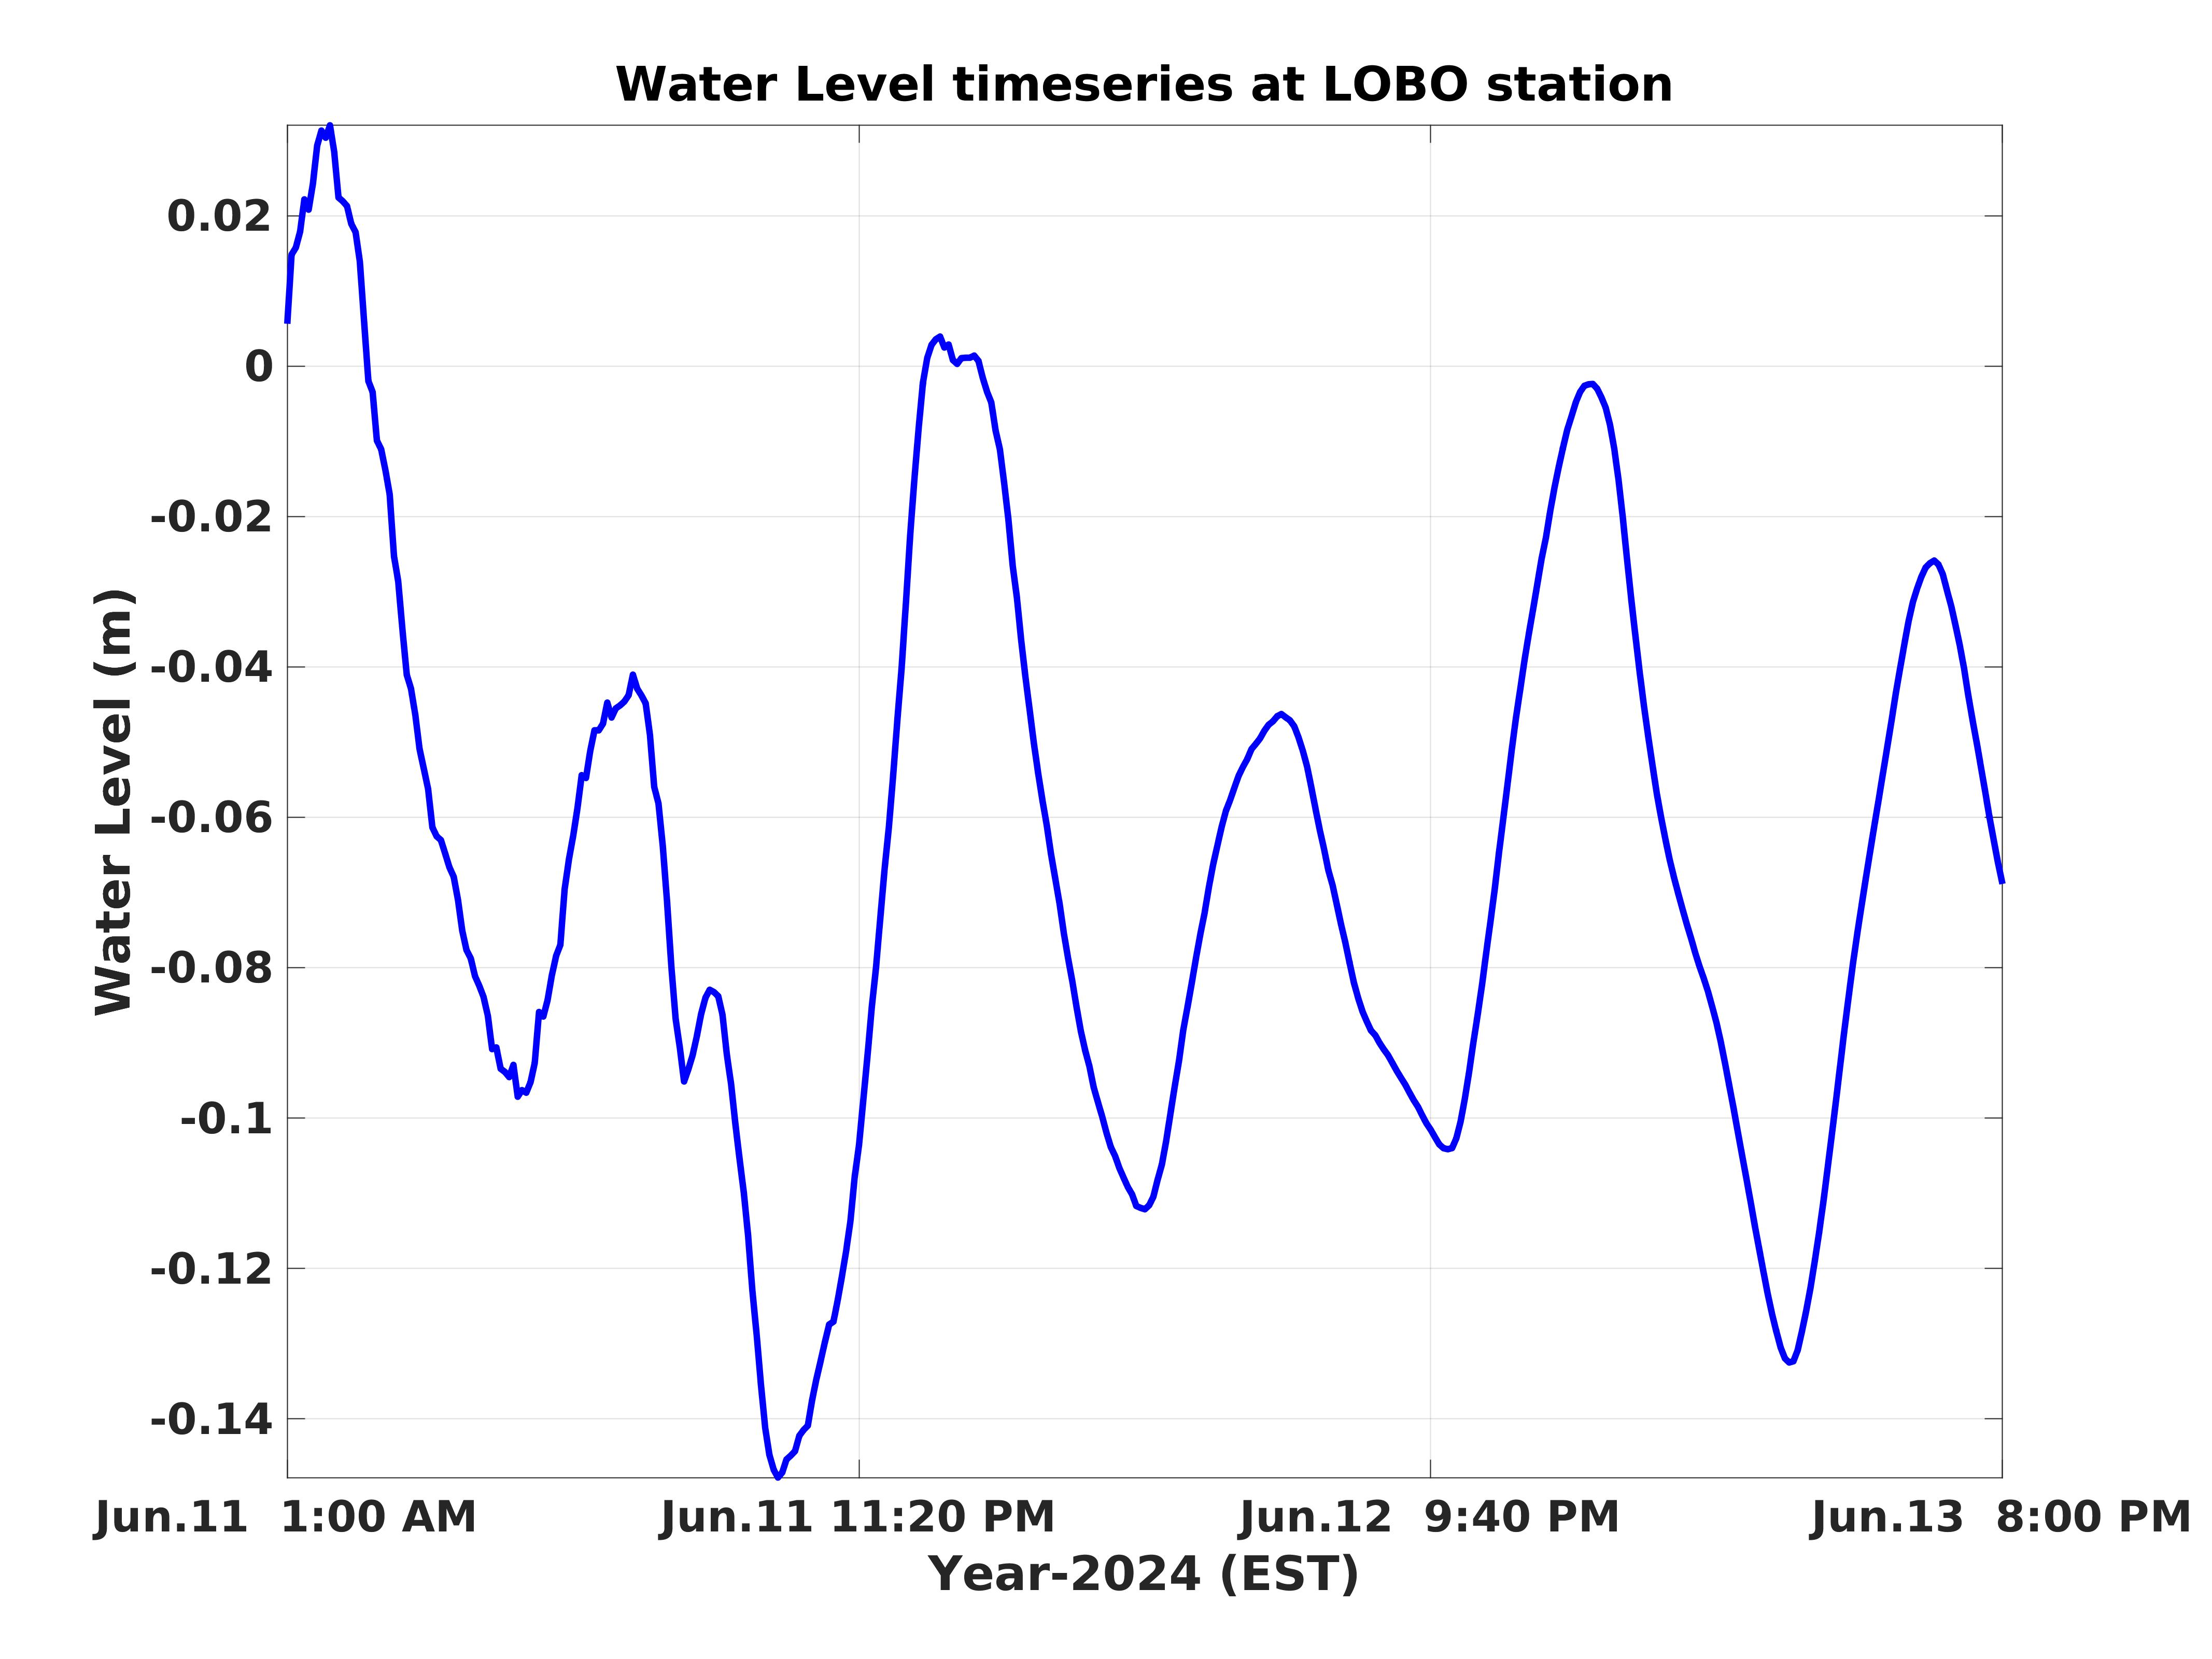 Water Level timeseries at LOBO station
Water Level (m)
0.02
0
-0.02
-0.04
-0.06
-0.08
-0.1
-0.12
-0.14
Jun.11  1:00 AM
Jun.11 11:20 PM
Jun.12  9:40 PM
Jun.13  8:00 PM
Year-2024 (EST)